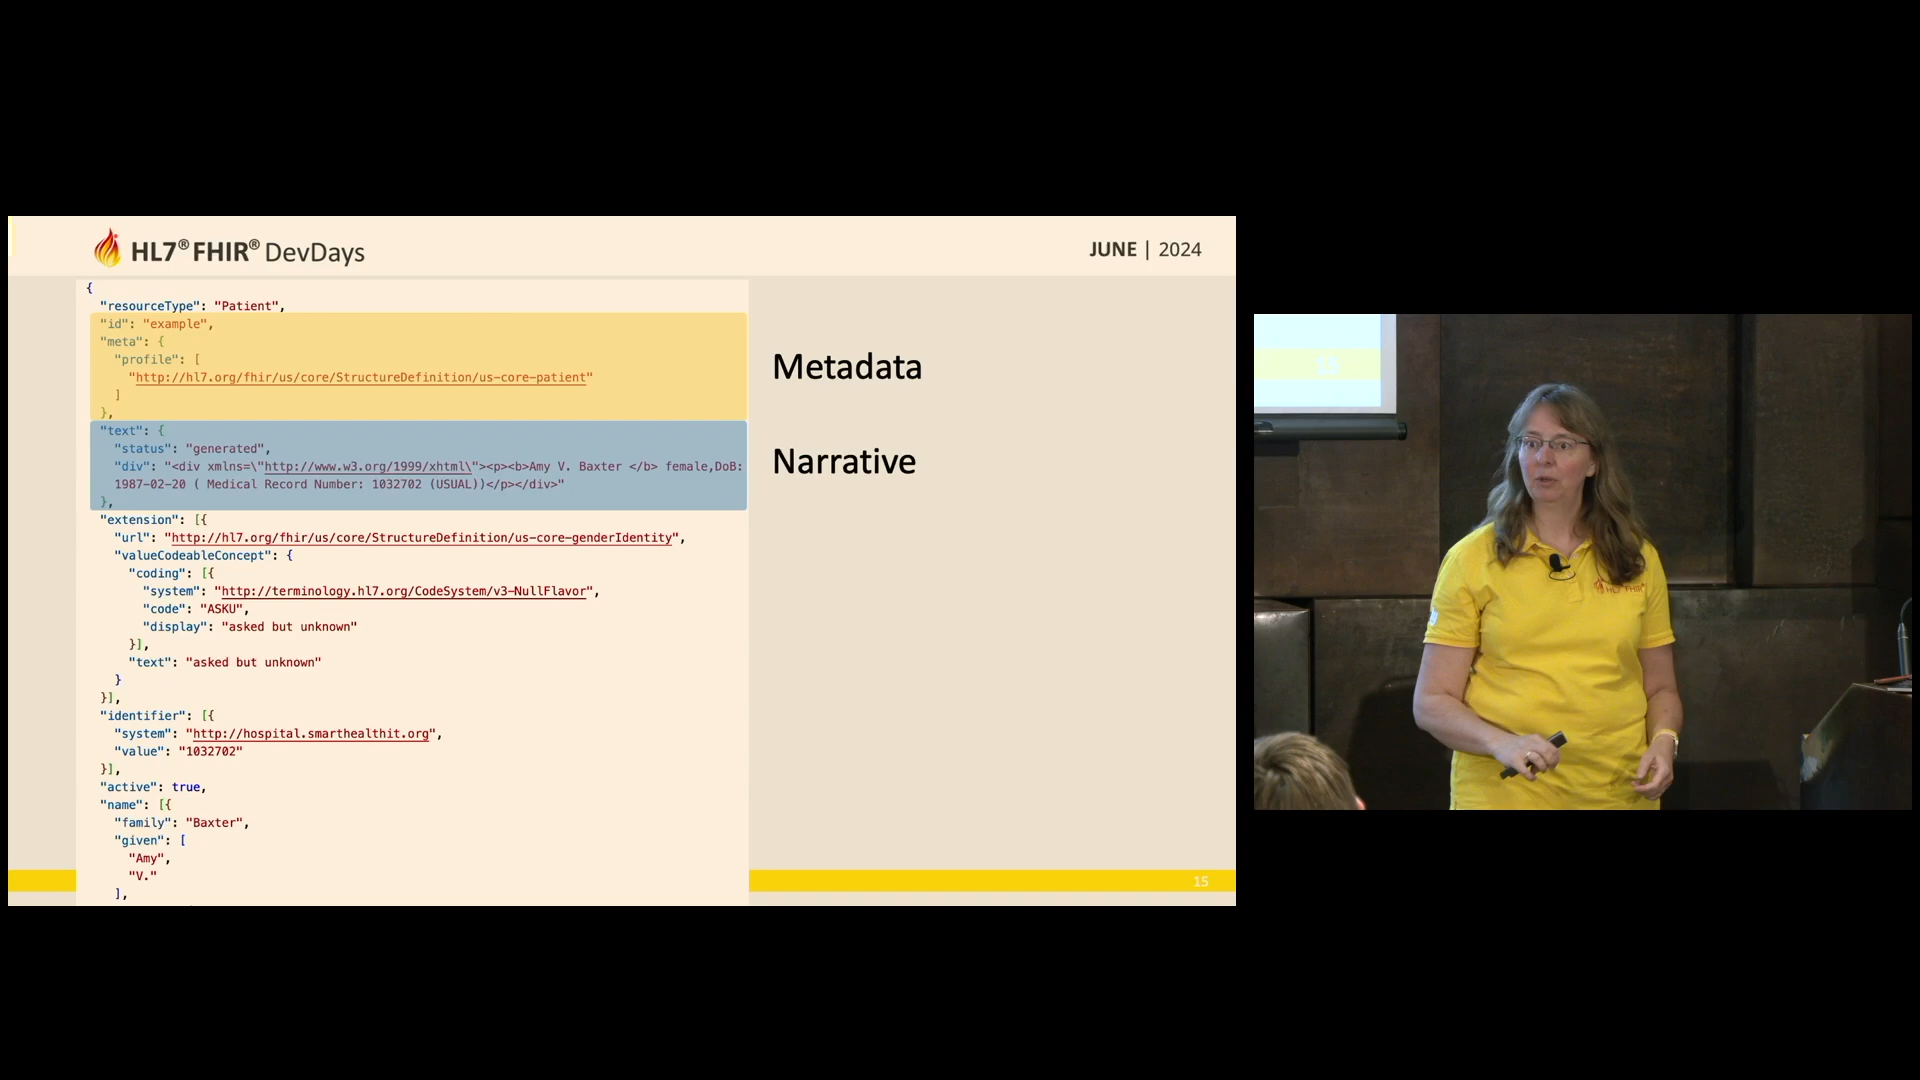 HL7® FHIR® DevDays
JUNE | 2024
{
"resourceType": "Patient",
"id": "example",
"meta": {
"profile": [
"http://hl7.org/fhir/us/core/StructureDefinition/us-core-patient"
]
},
"text": {
"status": "generated",
"div": "<div xmlns=\"http://www.w3.org/1999/xhtml\"><p><b>Amy V. Baxter </b> female,DoB:
1987-02-20 ( Medical Record Number: 1032702 (USUAL))</p></div>"
},
"extension": [{
"url": "http://hl7.org/fhir/us/core/StructureDefinition/us-core-genderIdentity",
"valueCodeableConcept": {
"coding": [{
"system": "http://terminology.hl7.org/CodeSystem/v3-NullFlavor",
"code": "ASKU",
"display": "asked but unknown"
}],
"text": "asked but unknown"
}
}],
"identifier": [{
"system": "http://hospital.smarthealthit.org",
"value": "1032702"
}],
"active": true,
"name": [{
"family": "Baxter",
"given": [
"Amy",
"V."
],
Metadata
Narrative
15
HL7 FHIR